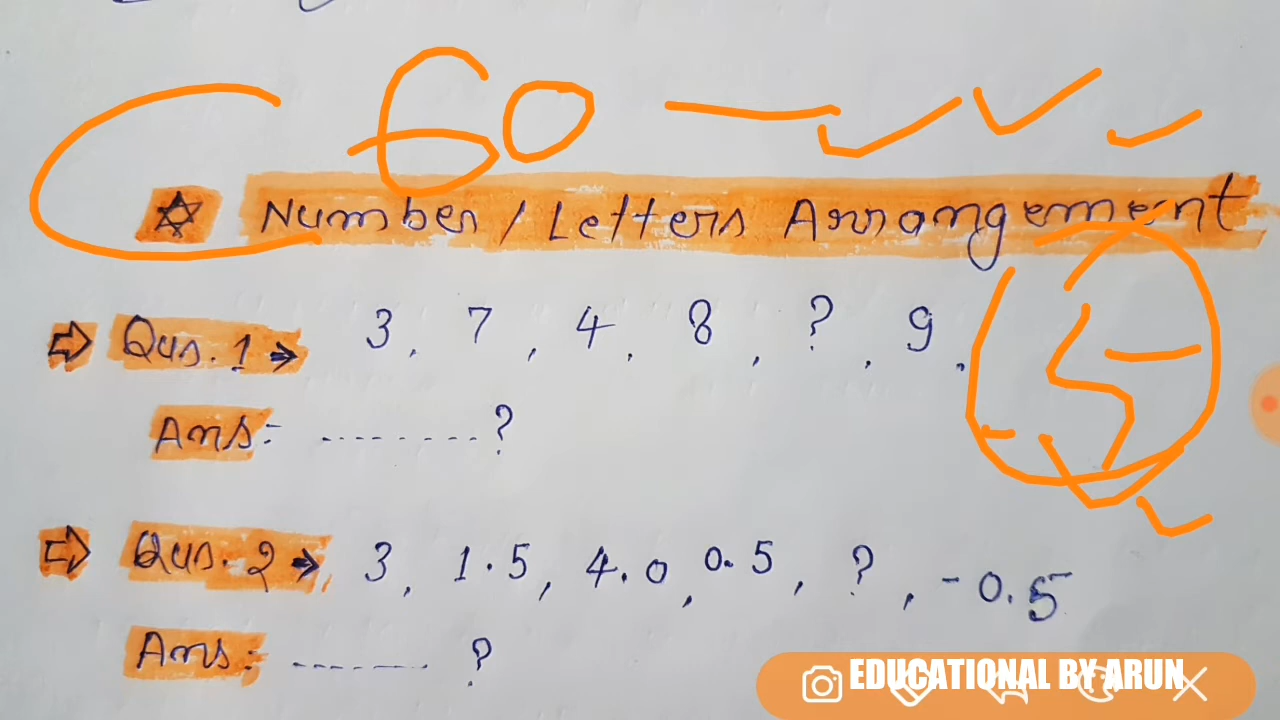 60
Number / Letters Arrangement
Qus. 1 → 3, 7, 4, 8, ?, 9,
Ans:- ---------?
Qus. 2 → 3, 1.5, 4.0, 0.5, ?, -0.5
Ans:- -------- ?
EDUCATIONAL BY ARUN